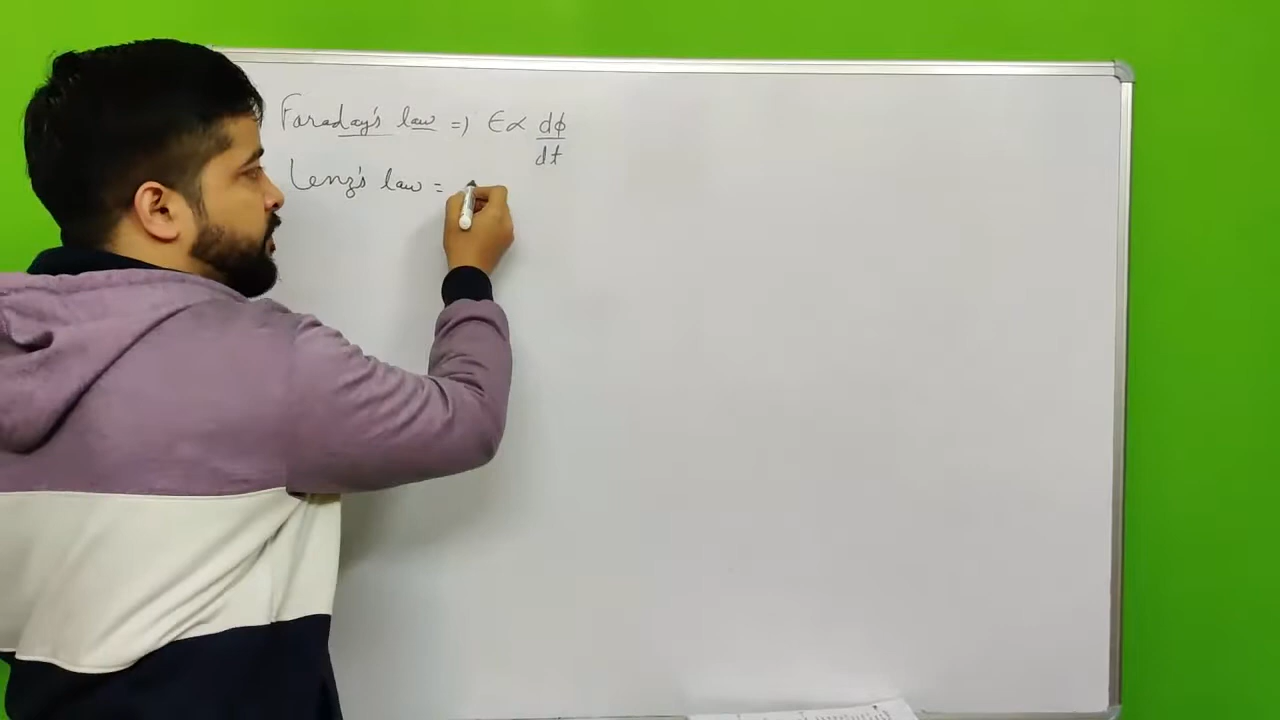 Faraday's law => ∈ ∝ dφ/dt
Lenz's law =